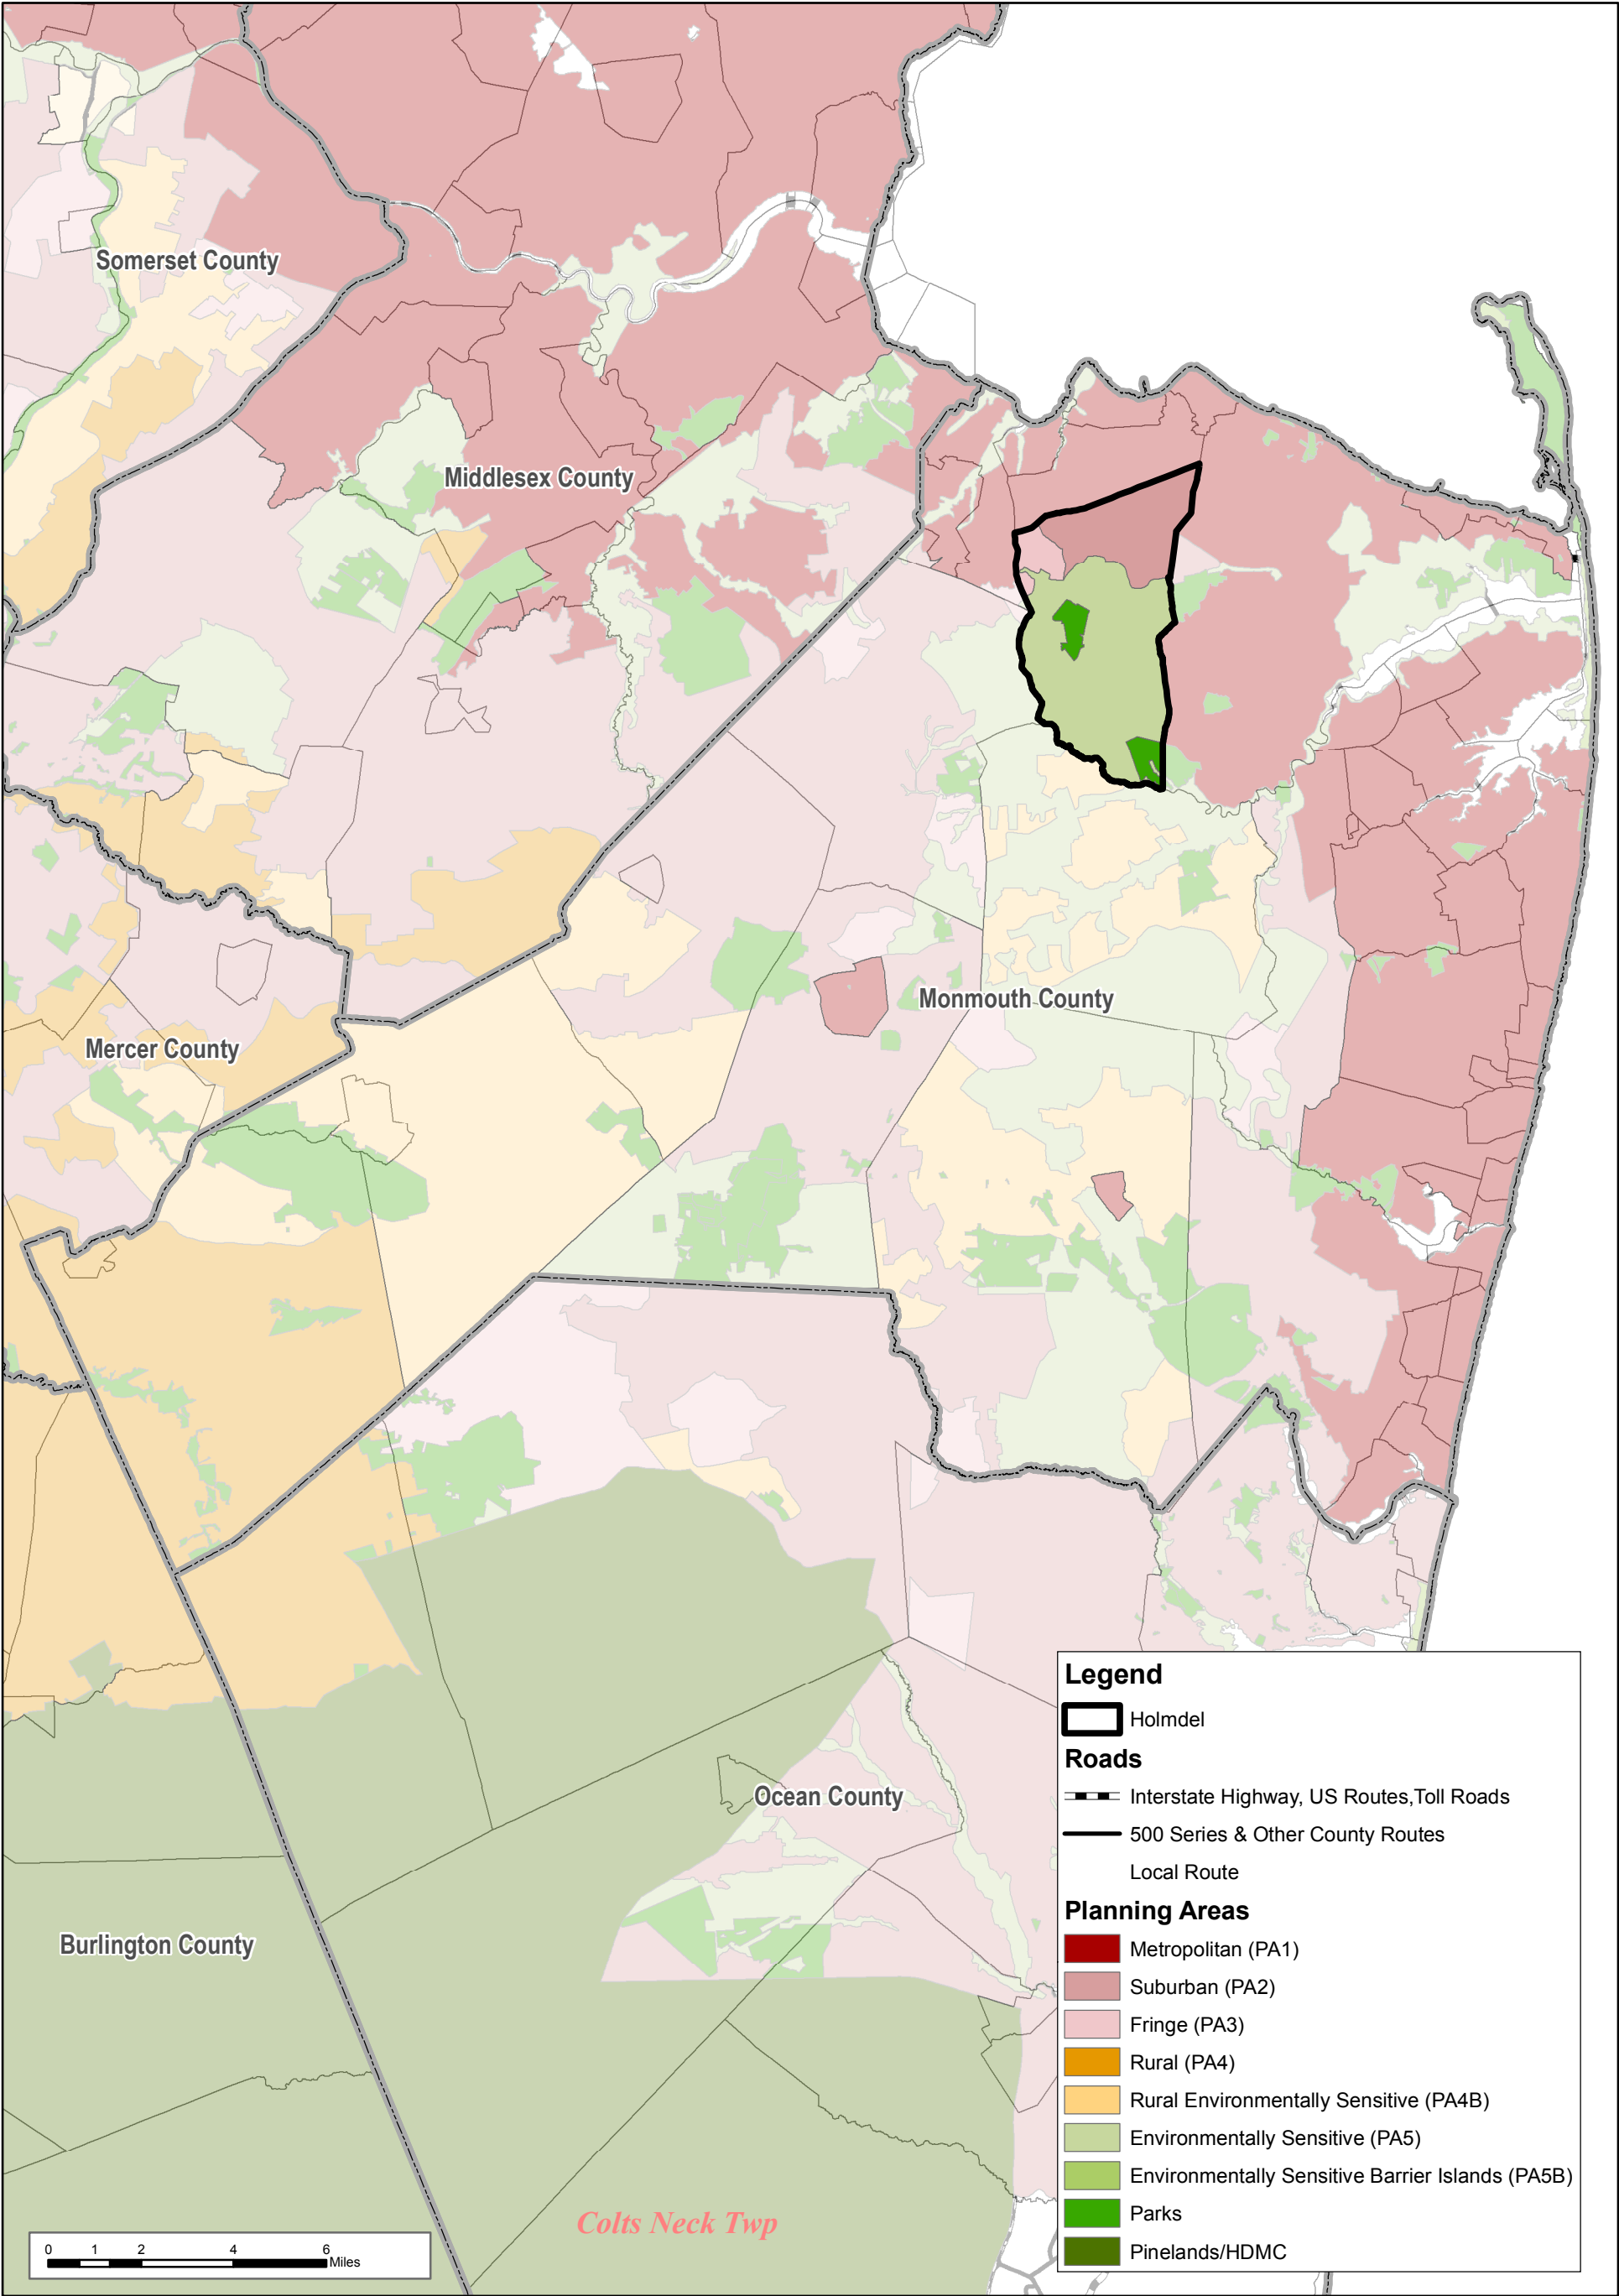 Somerset County
Middlesex County
Monmouth County
Mercer County
Ocean County
Burlington County
Colts Neck Twp
0 1 2 4 6
Miles
Legend
Holmdel
Roads
Interstate Highway, US Routes,Toll Roads
500 Series & Other County Routes
Local Route
Planning Areas
Metropolitan (PA1)
Suburban (PA2)
Fringe (PA3)
Rural (PA4)
Rural Environmentally Sensitive (PA4B)
Environmentally Sensitive (PA5)
Environmentally Sensitive Barrier Islands (PA5B)
Parks
Pinelands/HDMC